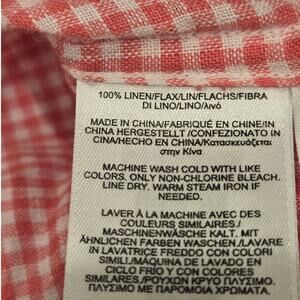 100% LINEN/FLAX/LIN/FLACHS/FIBRA
DI LINO/LINO/λινό
MADE IN CHINA/FABRIQUÉ EN CHINE/IN
CHINA HERGESTELLT/CONFEZIONATO IN
CINA/HECHO EN CHINA/Κατασκευάζεται
στην Κίνα
MACHINE WASH COLD WITH LIKE
COLORS. ONLY NON-CHLORINE BLEACH.
LINE DRY. WARM STEAM IRON IF
NEEDED.
LAVER À LA MACHINE AVEC DES
COULEURS SIMILAIRES./
MASCHINENWÄSCHE KALT. MIT
ÄHNLICHEN FARBEN WASCHEN./LAVARE
IN LAVATRICE FREDDO CON COLORI
SIMILI/MÁQUINA DE LAVADO EN
CICLO FRÍO Y CON COLORES
SIMILARES./ΡΟΥΧΩΝ ΚΡΥΟ ΠΛΥΣΙΜΟ
ΠΛΥΣΙΜΟ ΜΕ ΠΑΡΟΜΟΙΑ ΧΡΩΜΑΤΑ.